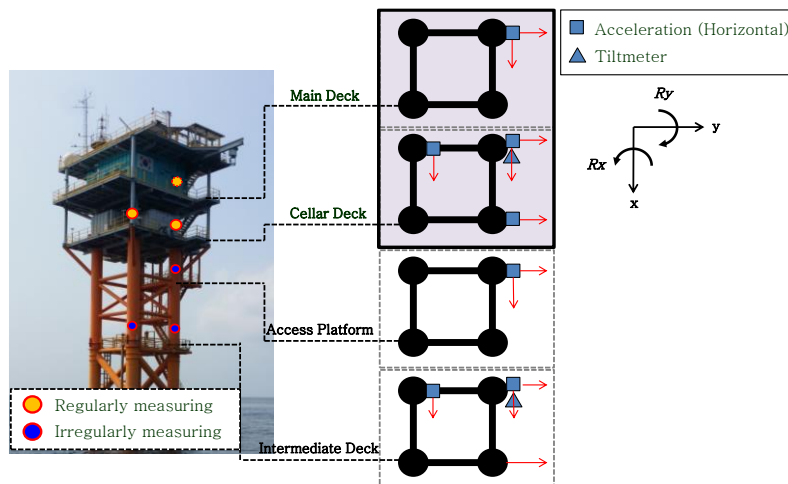 Acceleration (Horizontal)
Tiltmeter
Main Deck
Ry
y
Rx
x
Cellar Deck
Access Platform
Regularly measuring
Irregularly measuring
Intermediate Deck